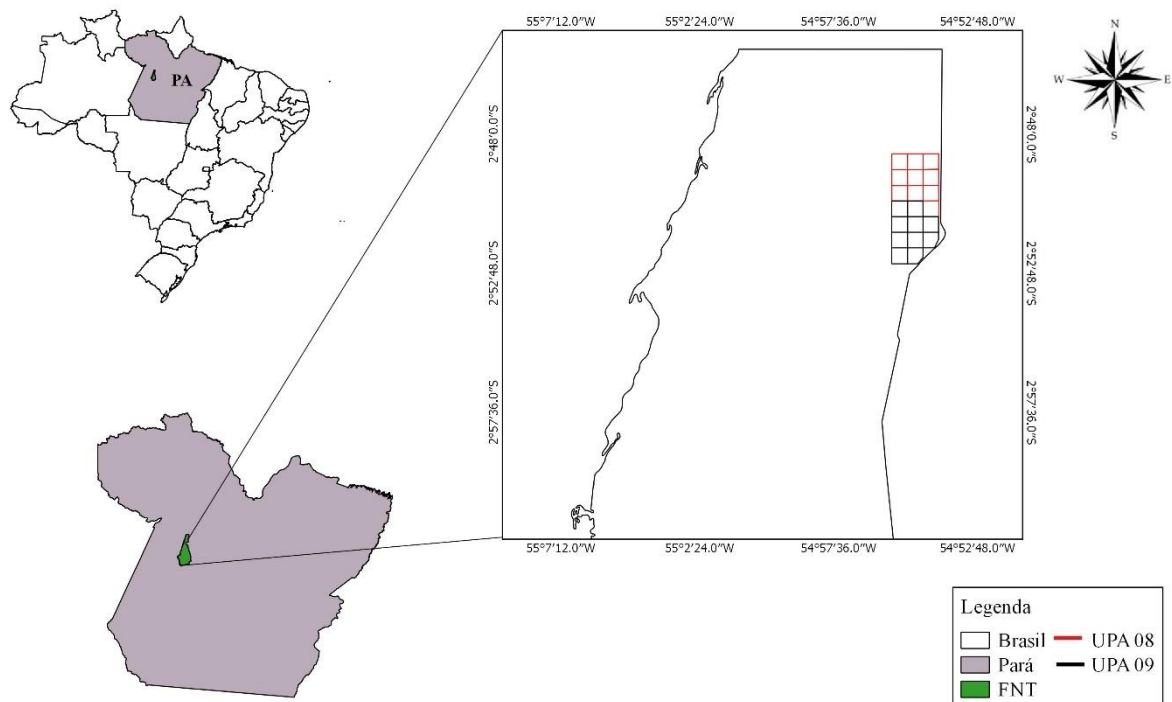 PA
55°7'12.0"W 55°2'24.0"W 54°57'36.0"W 54°52'48.0"W
2°48'0.0"S
2°52'48.0"S
2°57'36.0"S
2°48'0.0"S
2°52'48.0"S
2°57'36.0"S
55°7'12.0"W 55°2'24.0"W 54°57'36.0"W 54°52'48.0"W
N
W E
S
Legenda
Brasil UPA 08
Pará UPA 09
FNT